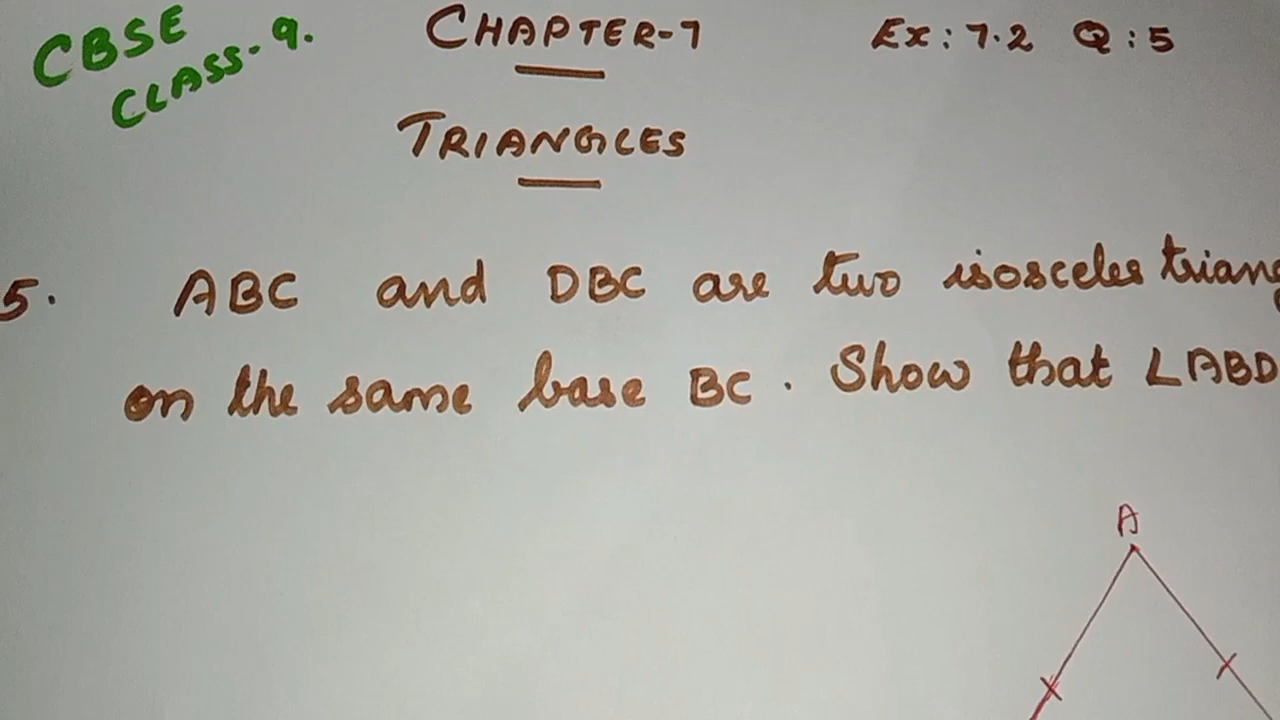 CBSE
CLASS-9.
CHAPTER-7
Ex: 7.2 Q:5
TRIANGLES
5. ABC and DBC are two isosceles triang
on the same base BC. Show that ∠ABD
A